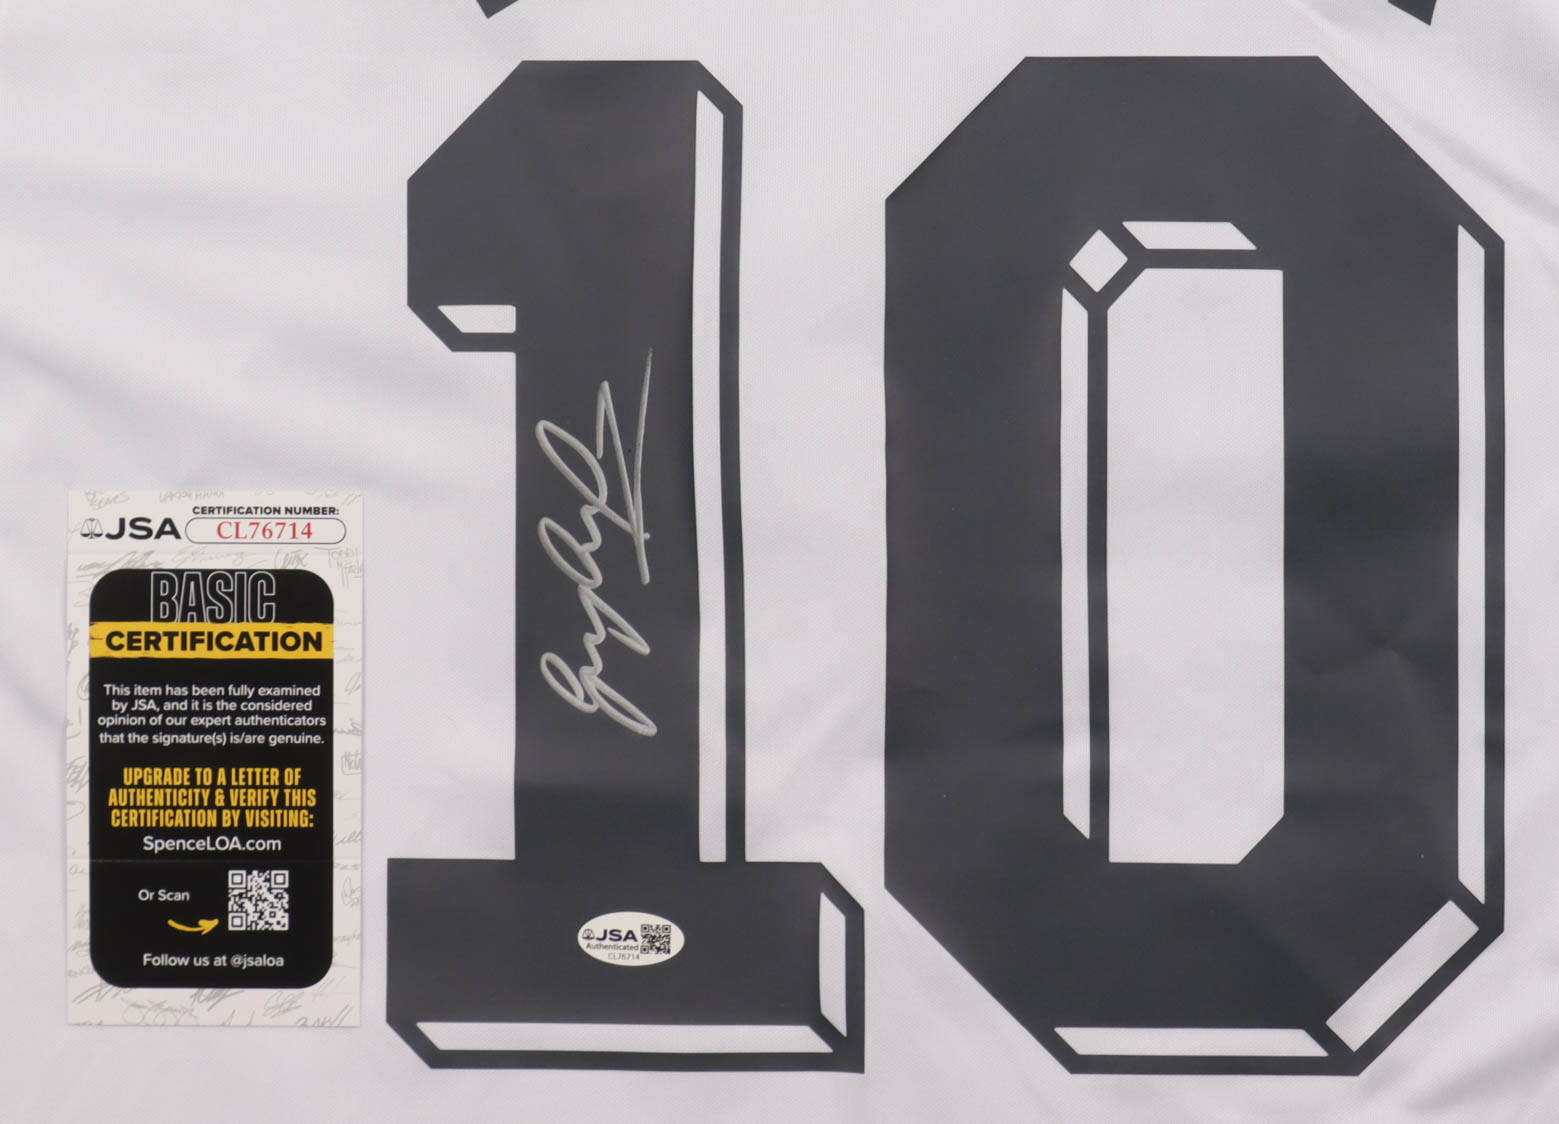 10
JSA
CERTIFICATION NUMBER:
CL76714
BASIC
CERTIFICATION
This item has been fully examined
by JSA, and it is the considered
opinion of our expert authenticators
that the signature(s) is/are genuine.
UPGRADE TO A LETTER OF
AUTHENTICITY & VERIFY THIS
CERTIFICATION BY VISITING:
SpenceLOA.com
Or Scan
Follow us at @jsaloa
JSA
Authenticated
CL76714